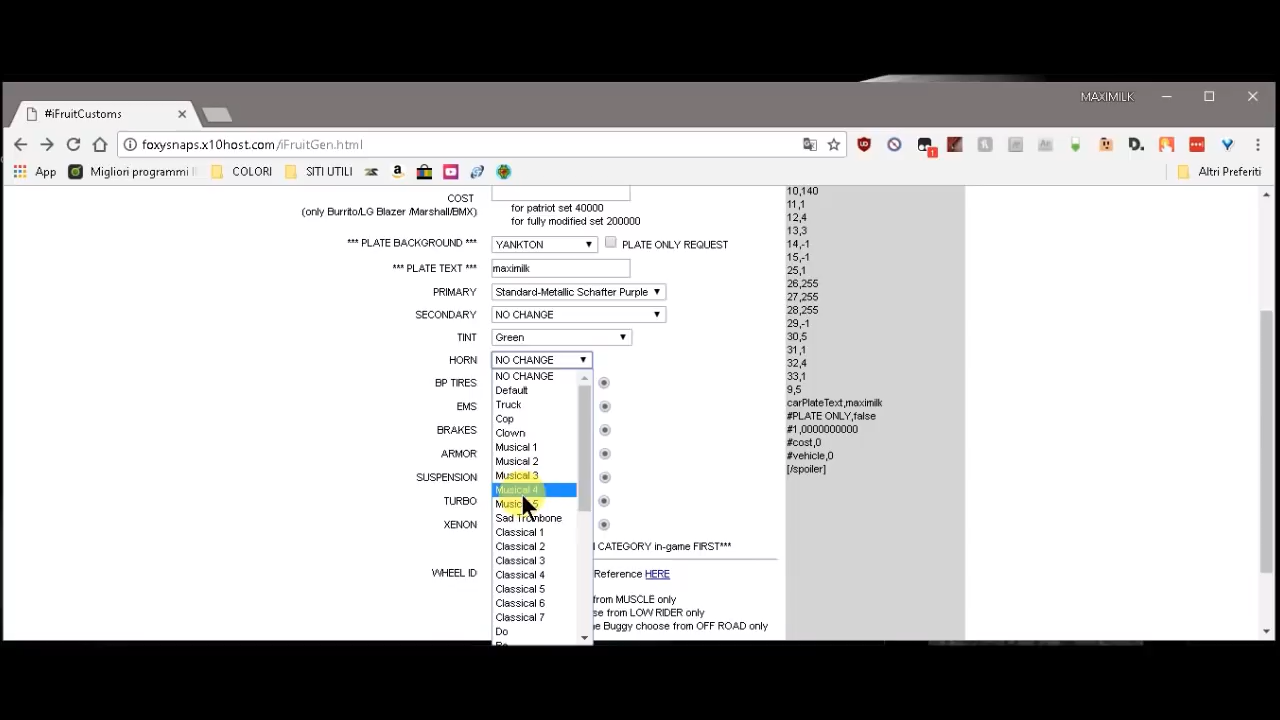 MAXIMILK
#iFruitCustoms
foxysnaps.x10host.com/iFruitGen.html
1
App
Migliori programmi
COLORI
SITI UTILI
Altri Preferiti
COST
(only Burrito/LG Blazer /Marshall/BMX)
for patriot set 40000
for fully modified set 200000
*** PLATE BACKGROUND ***
YANKTON
PLATE ONLY REQUEST
*** PLATE TEXT ***
maximilk
PRIMARY
Standard-Metallic Schafter Purple
SECONDARY
NO CHANGE
TINT
Green
HORN
NO CHANGE
NO CHANGE
Default
Truck
Cop
Clown
Musical 1
Musical 2
Musical 3
Musical 4
Musical 5
Sad Trombone
Classical 1
Classical 2
Classical 3
Classical 4
Classical 5
Classical 6
Classical 7
Do
BP TIRES
EMS
BRAKES
ARMOR
SUSPENSION
TURBO
XENON
CATEGORY in-game FIRST***
WHEEL ID
Reference HERE
from MUSCLE only
from LOW RIDER only
Buggy choose from OFF ROAD only
10,140
11,1
12,4
13,3
14,-1
15,-1
25,1
26,255
27,255
28,255
29,-1
30,5
31,1
32,4
33,1
9,5
carPlateText,maximilk
#PLATE ONLY,false
#1,0000000000
#cost,0
#vehicle,0
[/spoiler]